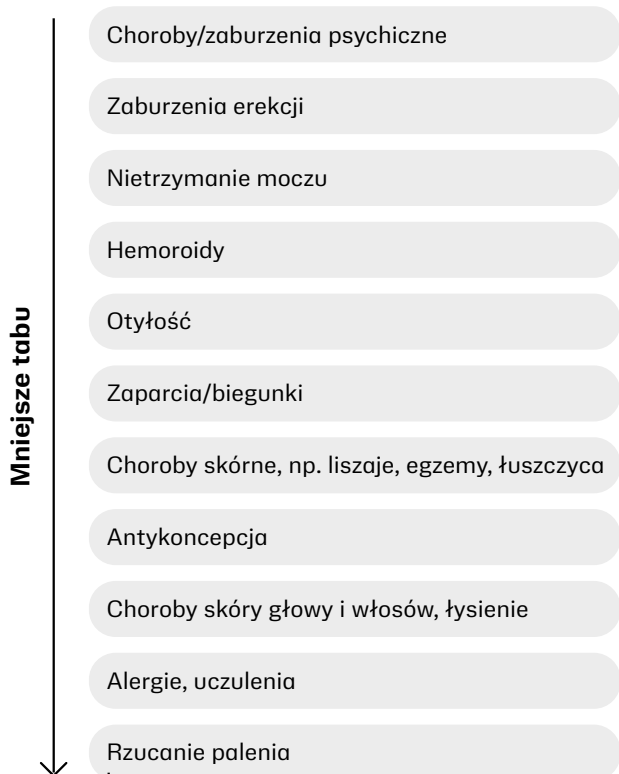 Choroby/zaburzenia psychiczne
Zaburzenia erekcji
Nietrzymanie moczu
Hemoroidy
Otyłość
Zaparcia/biegunki
Choroby skórne, np. liszaje, egzemy, łuszczyca
Antykoncepcja
Choroby skóry głowy i włosów, łysienie
Alergie, uczulenia
Rzucanie palenia
Mniejsze tabu